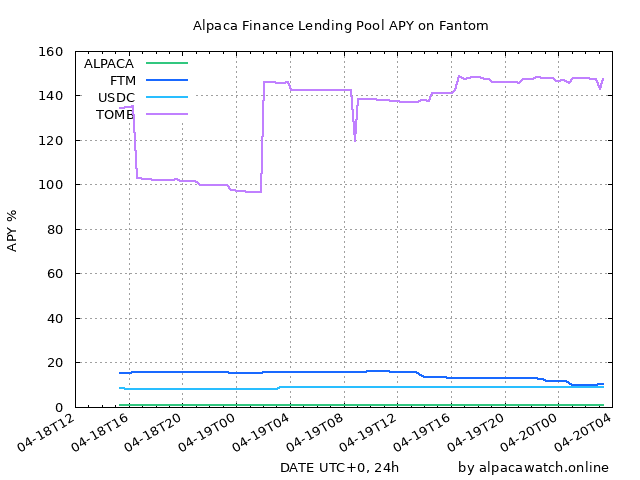 Alpaca Finance Lending Pool APY on Fantom
160
140
120
100
80
60
40
20
0
APY %
ALPACA
FTM
USDC
TOMB
04-18T12
04-18T16
04-18T20
04-19T00
04-19T04
04-19T08
04-19T12
04-19T16
04-19T20
04-20T00
04-20T04
DATE UTC+0, 24h
by alpacawatch.online